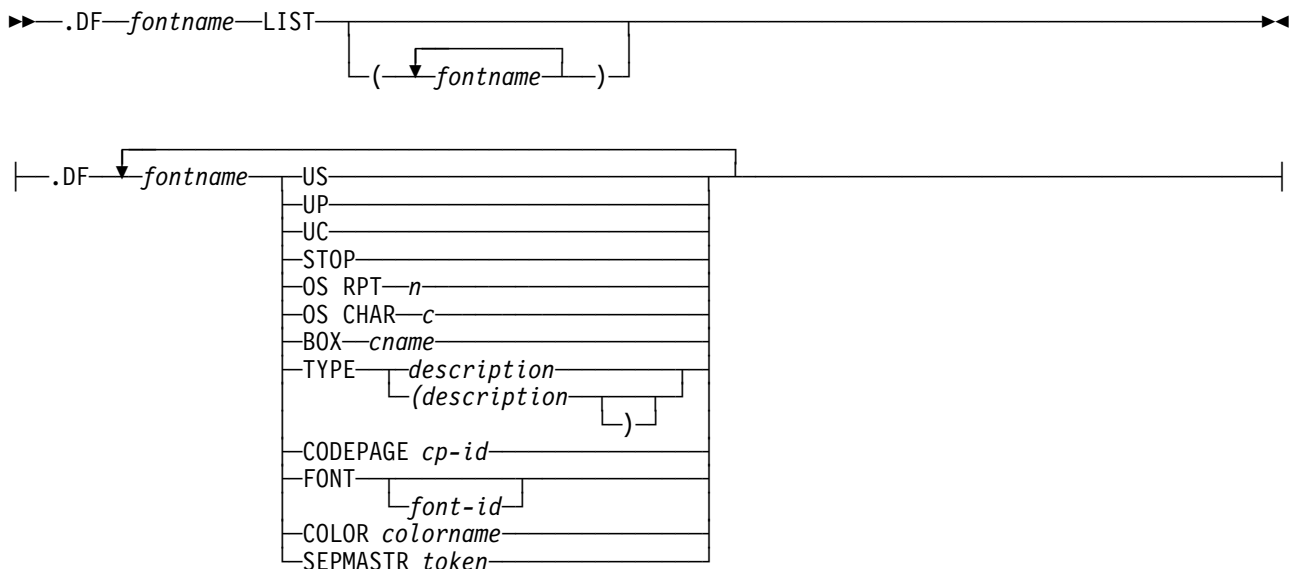 .DF fontname LIST
( fontname )
.DF fontname US
UP
UC
STOP
OS RPT n
OS CHAR c
BOX cname
TYPE description
(description
)
CODEPAGE cp-id
FONT
font-id
COLOR colorname
SEPMASTR token